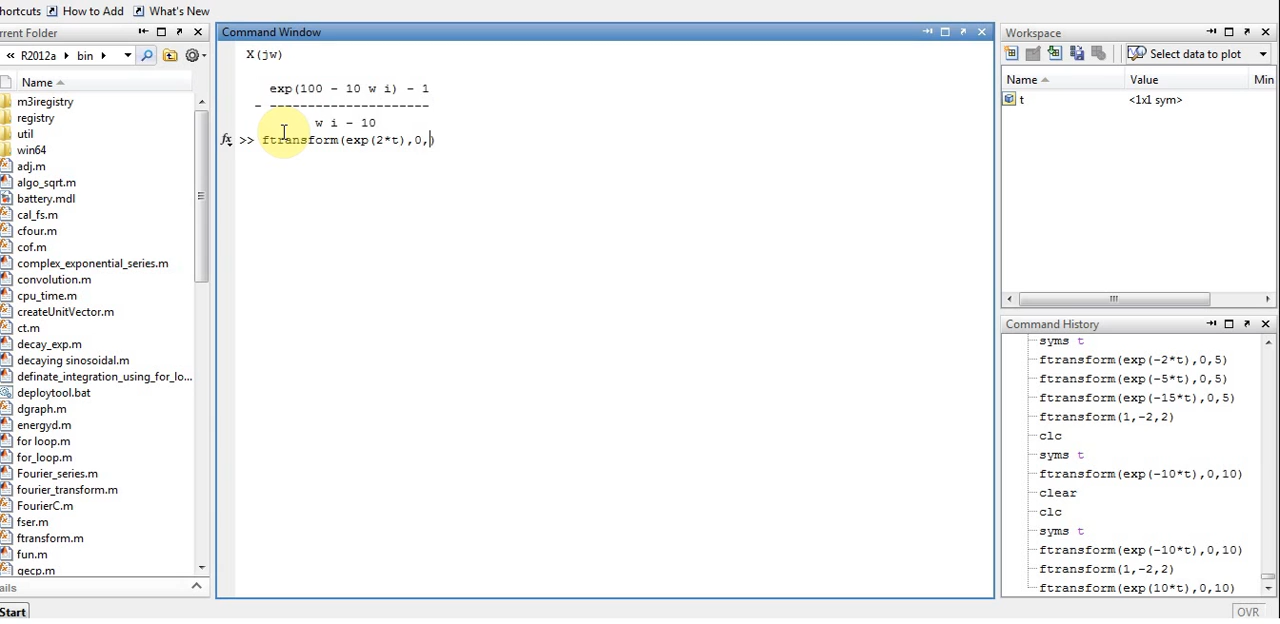 hortcuts How to Add What's New
rrent Folder
« R2012a bin
Name
m3iregistry
registry
util
win64
adj.m
algo_sqrt.m
battery.mdl
cal_fs.m
cfour.m
cof.m
complex_exponential_series.m
convolution.m
cpu_time.m
createUnitVector.m
ct.m
decay_exp.m
decaying sinosoidal.m
definate_integration_using_for_lo...
deploytool.bat
dgraph.m
energyd.m
for loop.m
for_loop.m
Fourier_series.m
fourier_transform.m
FourierC.m
fser.m
ftransform.m
fun.m
qecp.m
ails
Start
Command Window
X(jw)
exp(100 - 10 w i) - 1
- ---------------------
w i - 10
fx >> ftransform(exp(2*t),0,)
Workspace
Select data to plot
Name Value Min
t <1x1 sym>
Command History
syms t
ftransform(exp(-2*t),0,5)
ftransform(exp(-5*t),0,5)
ftransform(exp(-15*t),0,5)
ftransform(1,-2,2)
clc
syms t
ftransform(exp(-10*t),0,10)
clear
clc
syms t
ftransform(exp(-10*t),0,10)
ftransform(1,-2,2)
ftransform(exp(10*t),0,10)
OVR